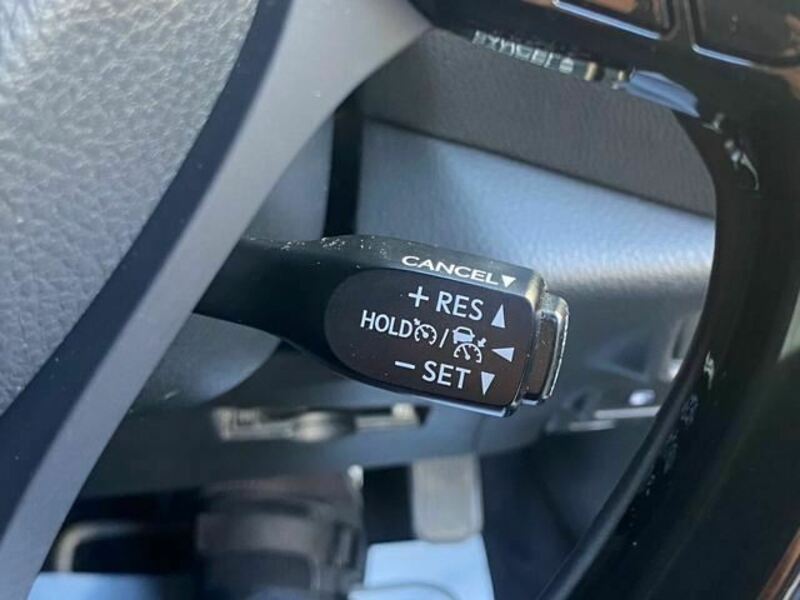 CANCEL▼
+ RES ▲
HOLD / ◀
− SET ▼